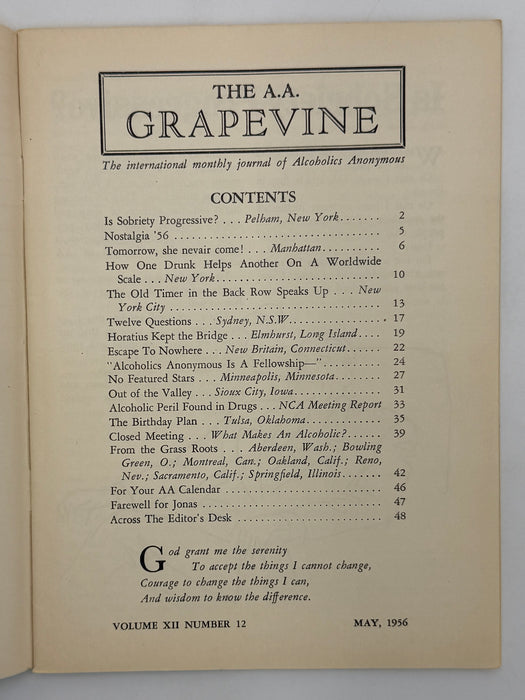 THE A.A.
GRAPEVINE
The international monthly journal of Alcoholics Anonymous
CONTENTS
Is Sobriety Progressive? . . . Pelham, New York....... 2
Nostalgia '56 .................................... 5
Tomorrow, she nevair come! . . . Manhattan.......... 6
How One Drunk Helps Another On A Worldwide
Scale . . . New York............................ 10
The Old Timer in the Back Row Speaks Up . . . New
York City .................................... 13
Twelve Questions . . . Sydney, N.S.W................ 17
Horatius Kept the Bridge . . . Elmhurst, Long Island.... 19
Escape To Nowhere . . . New Britain, Connecticut...... 22
"Alcoholics Anonymous Is A Fellowship—".......... 24
No Featured Stars . . . Minneapolis, Minnesota........ 27
Out of the Valley . . . Sioux City, Iowa.............. 31
Alcoholic Peril Found in Drugs . . . NCA Meeting Report 33
The Birthday Plan . . . Tulsa, Oklahoma............. 35
Closed Meeting . . . What Makes An Alcoholic?...... 39
From the Grass Roots . . . Aberdeen, Wash.; Bowling
Green, O.; Montreal, Can.; Oakland, Calif.; Reno,
Nev.; Sacramento, Calif.; Springfield, Illinois....... 42
For Your AA Calendar ........................... 46
Farewell for Jonas ............................... 47
Across The Editor's Desk ......................... 48
God grant me the serenity
To accept the things I cannot change,
Courage to change the things I can,
And wisdom to know the difference.
VOLUME XII NUMBER 12 MAY, 1956